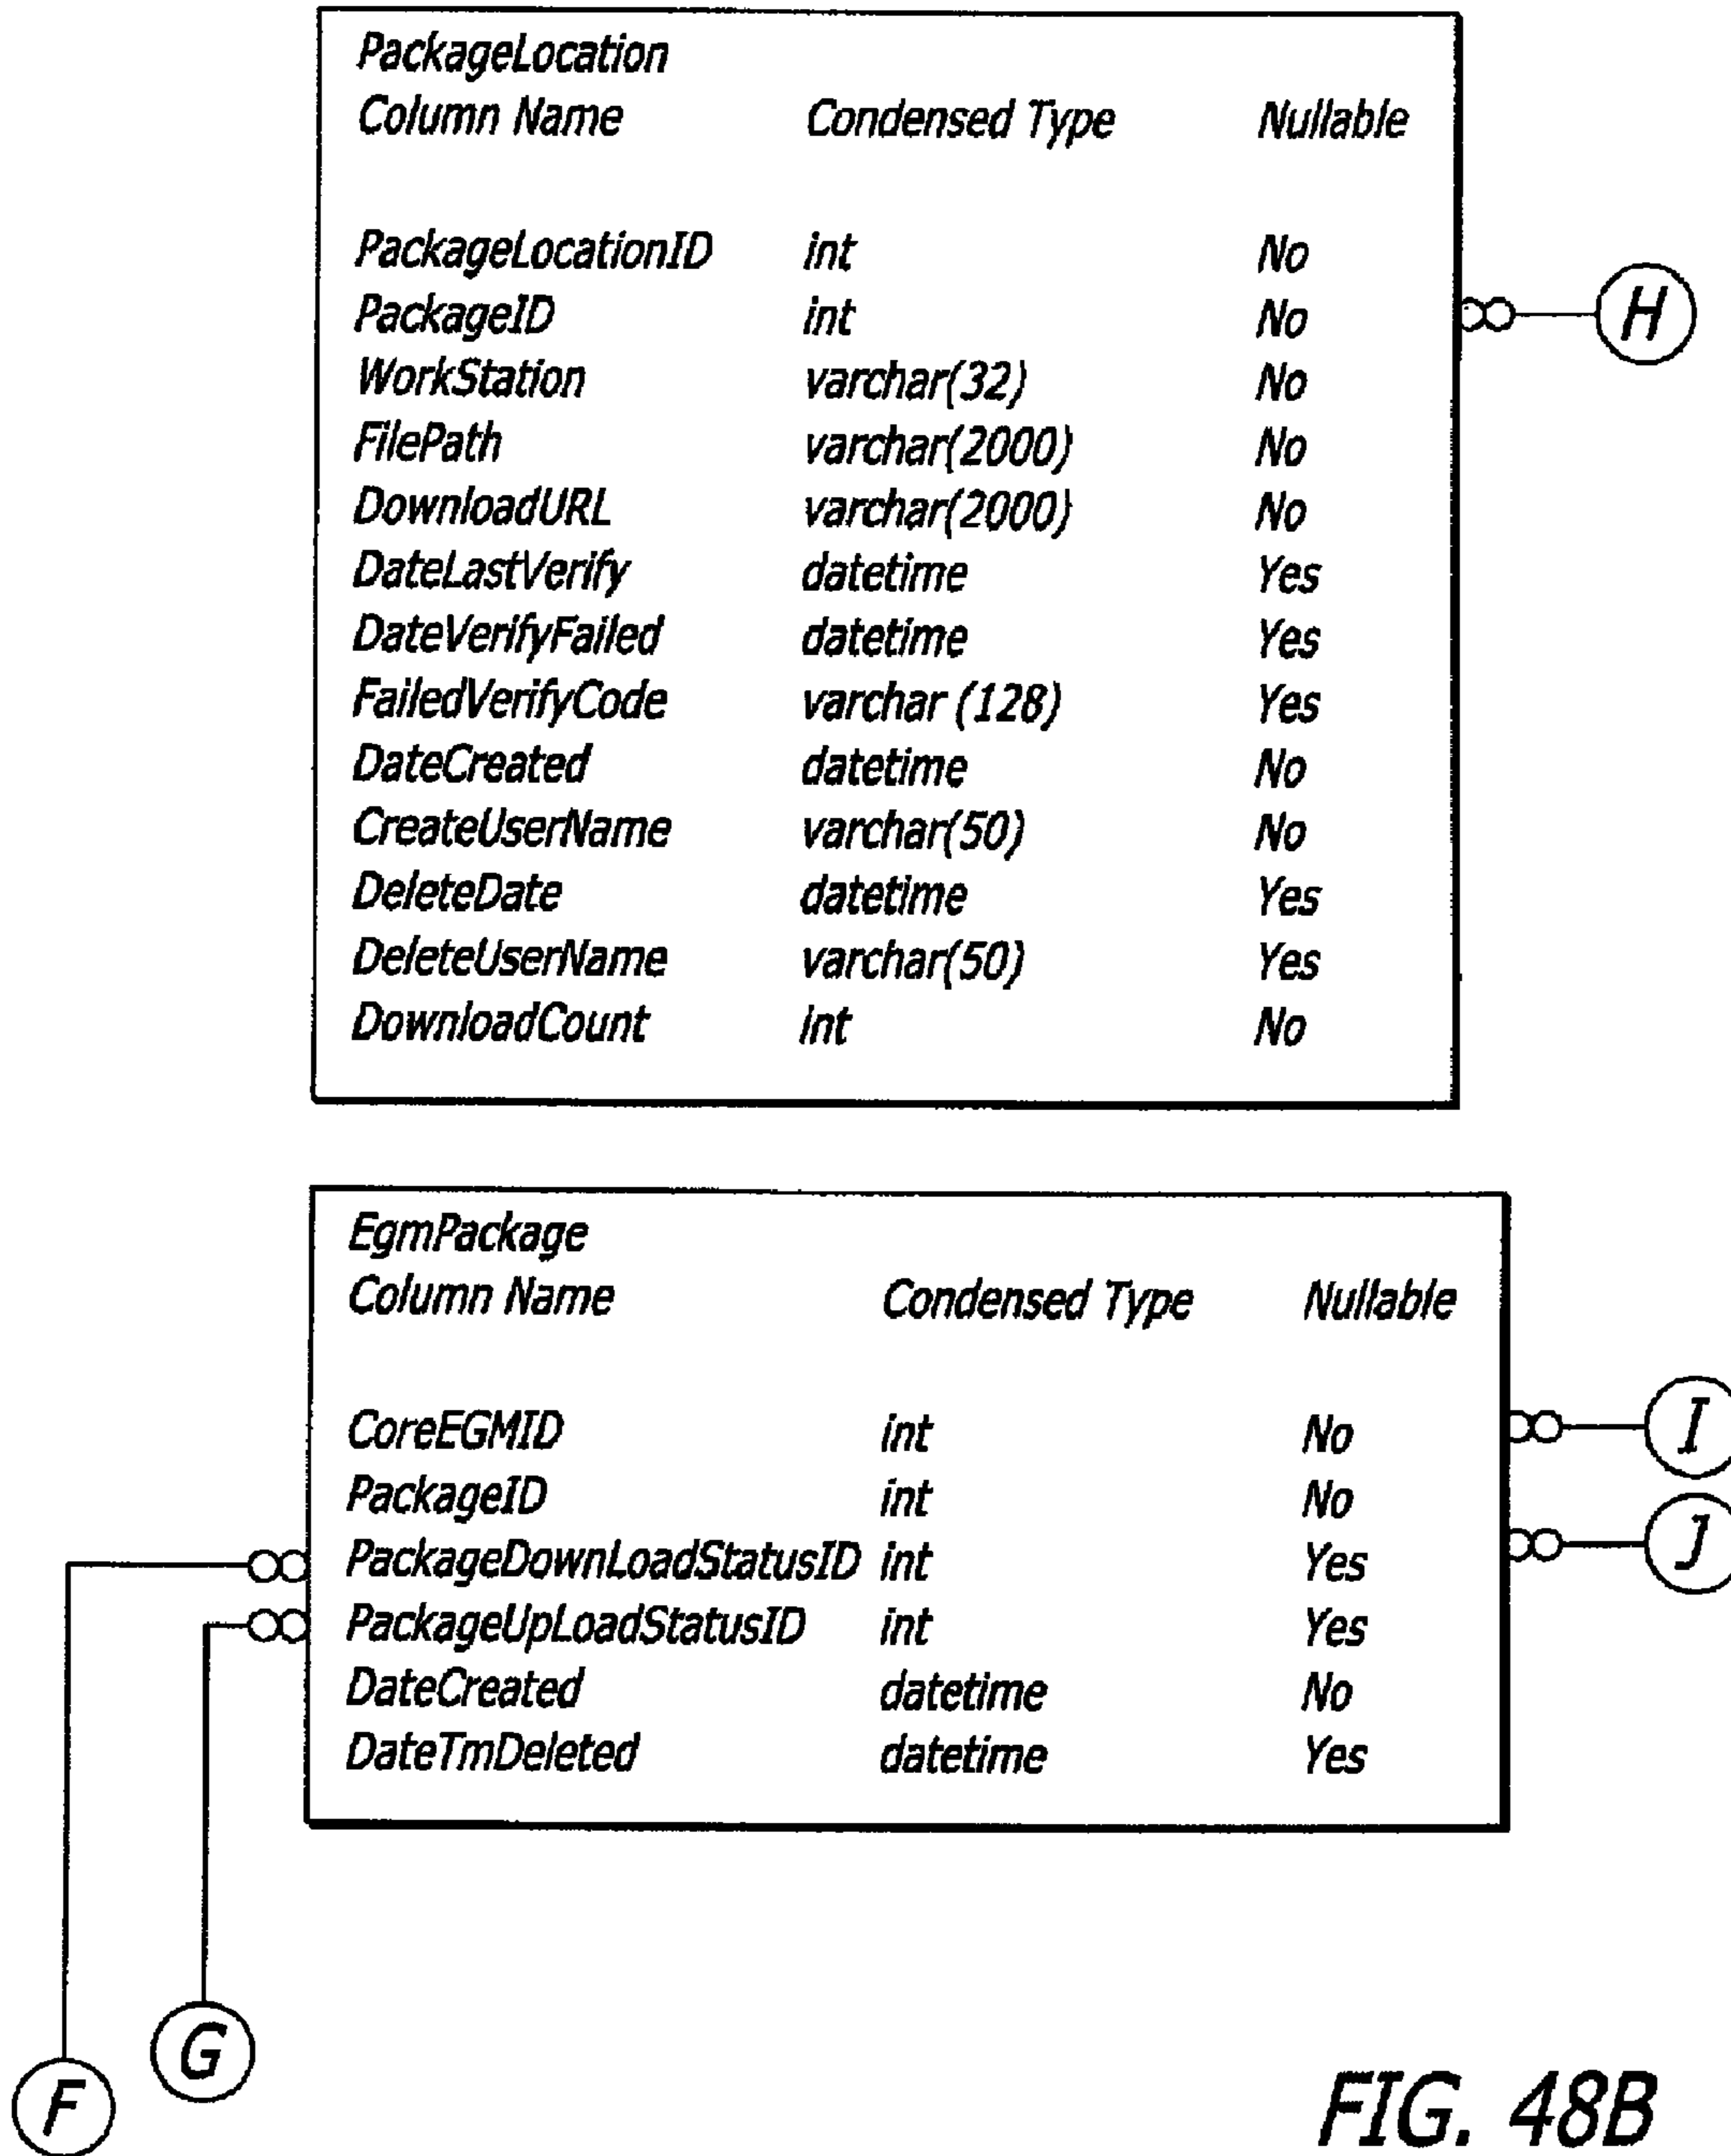 PackageLocation
Column Name Condensed Type Nullable
PackageLocationID int No
PackageID int No
H
WorkStation varchar(32) No
FilePath varchar(2000) No
DownloadURL varchar(2000) No
DateLastVerify datetime Yes
DateVerifyFailed datetime Yes
FailedVerifyCode varchar (128) Yes
DateCreated datetime No
CreateUserName varchar(50) No
DeleteDate datetime Yes
DeleteUserName varchar(50) Yes
DownloadCount int No
EgmPackage
Column Name Condensed Type Nullable
CoreEGMID int No
I
PackageID int No
PackageDownLoadStatusID int Yes
J
PackageUpLoadStatusID int Yes
DateCreated datetime No
DateTmDeleted datetime Yes
G
F
FIG. 48B